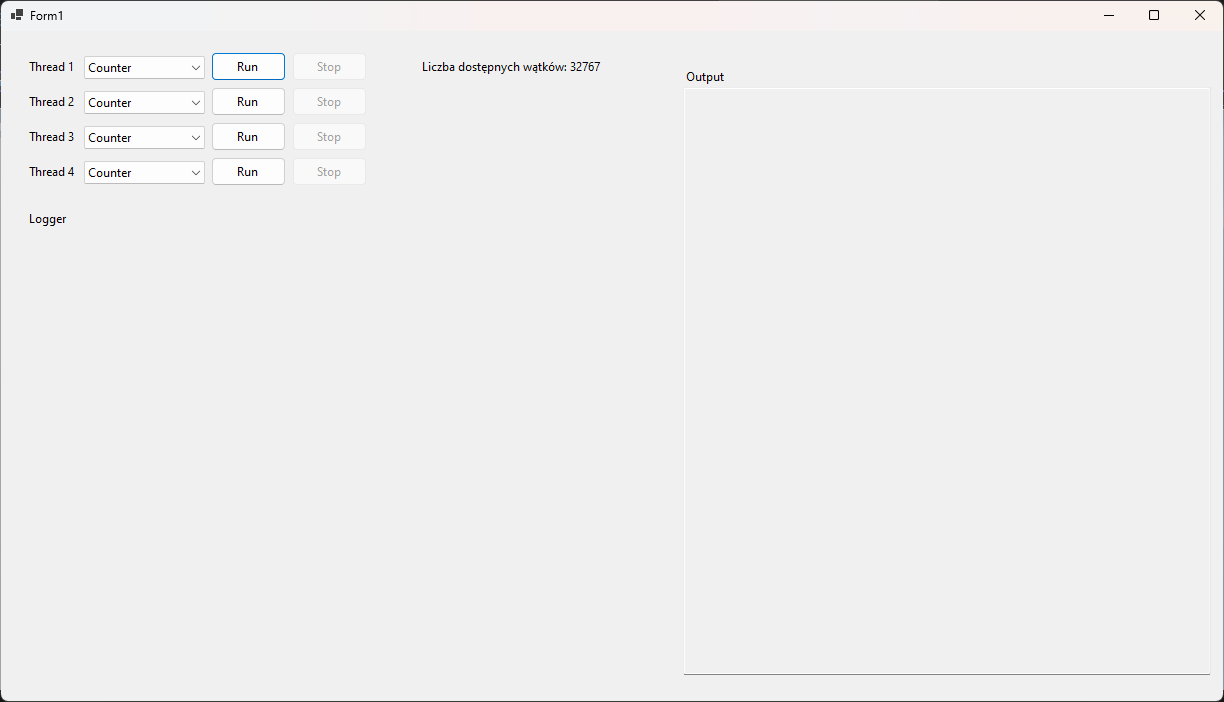 Form1
Thread 1 Counter Run Stop Liczba dostępnych wątków: 32767
Output
Thread 2 Counter Run Stop
Thread 3 Counter Run Stop
Thread 4 Counter Run Stop
Logger